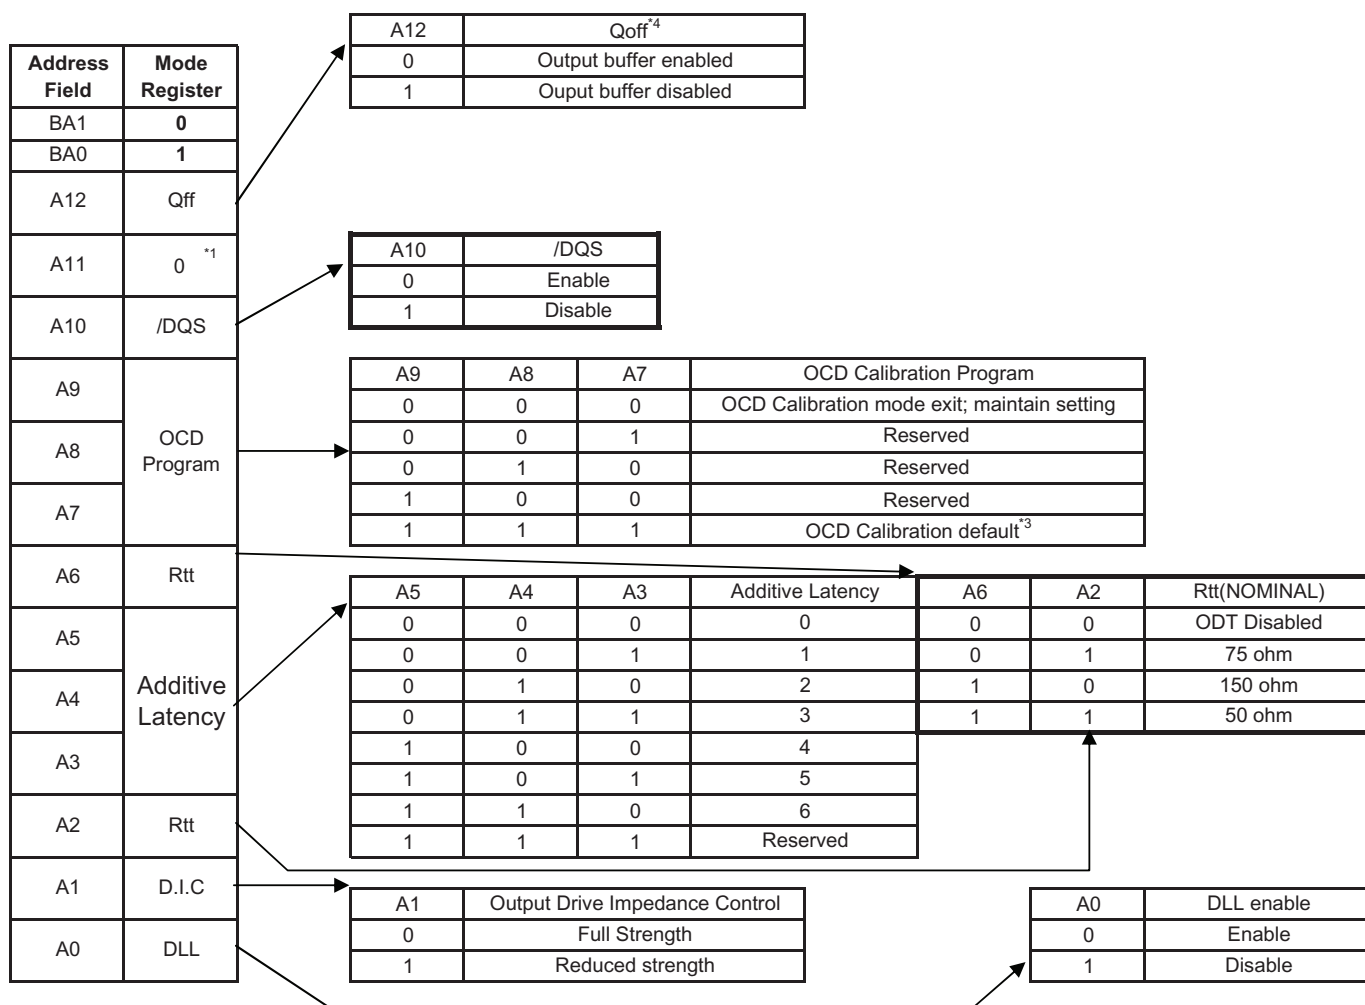 Address Field Mode Register
BA1 0
BA0 1
A12 Qff
A11 0 *1
A10 /DQS
A9
A8 OCD Program
A7
A6 Rtt
A5
A4 Additive Latency
A3
A2 Rtt
A1 D.I.C
A0 DLL
A12 Qoff*4
0 Output buffer enabled
1 Ouput buffer disabled
A10 /DQS
0 Enable
1 Disable
A9 A8 A7 OCD Calibration Program
0 0 0 OCD Calibration mode exit; maintain setting
0 0 1 Reserved
0 1 0 Reserved
1 0 0 Reserved
1 1 1 OCD Calibration default*3
A5 A4 A3 Additive Latency
0 0 0 0
0 0 1 1
0 1 0 2
0 1 1 3
1 0 0 4
1 0 1 5
1 1 0 6
1 1 1 Reserved
A6 A2 Rtt(NOMINAL)
0 0 ODT Disabled
0 1 75 ohm
1 0 150 ohm
1 1 50 ohm
A1 Output Drive Impedance Control
0 Full Strength
1 Reduced strength
A0 DLL enable
0 Enable
1 Disable